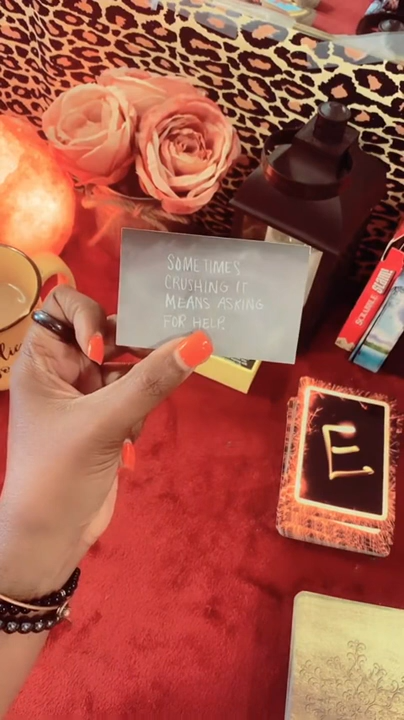 SOMETIMES
CRUSHING IT
MEANS ASKING
FOR HELP.
E